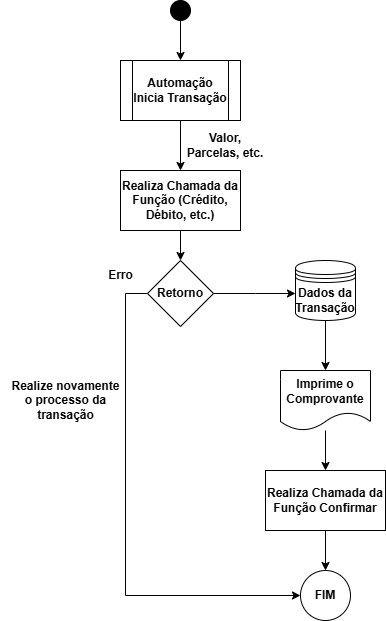 Automação
Inicia Transação
Valor,
Parcelas, etc.
Realiza Chamada da
Função (Crédito,
Débito, etc.)
Erro
Retorno
Dados da
Transação
Realize novamente
o processo da
transação
Imprime o
Comprovante
Realiza Chamada da
Função Confirmar
FIM